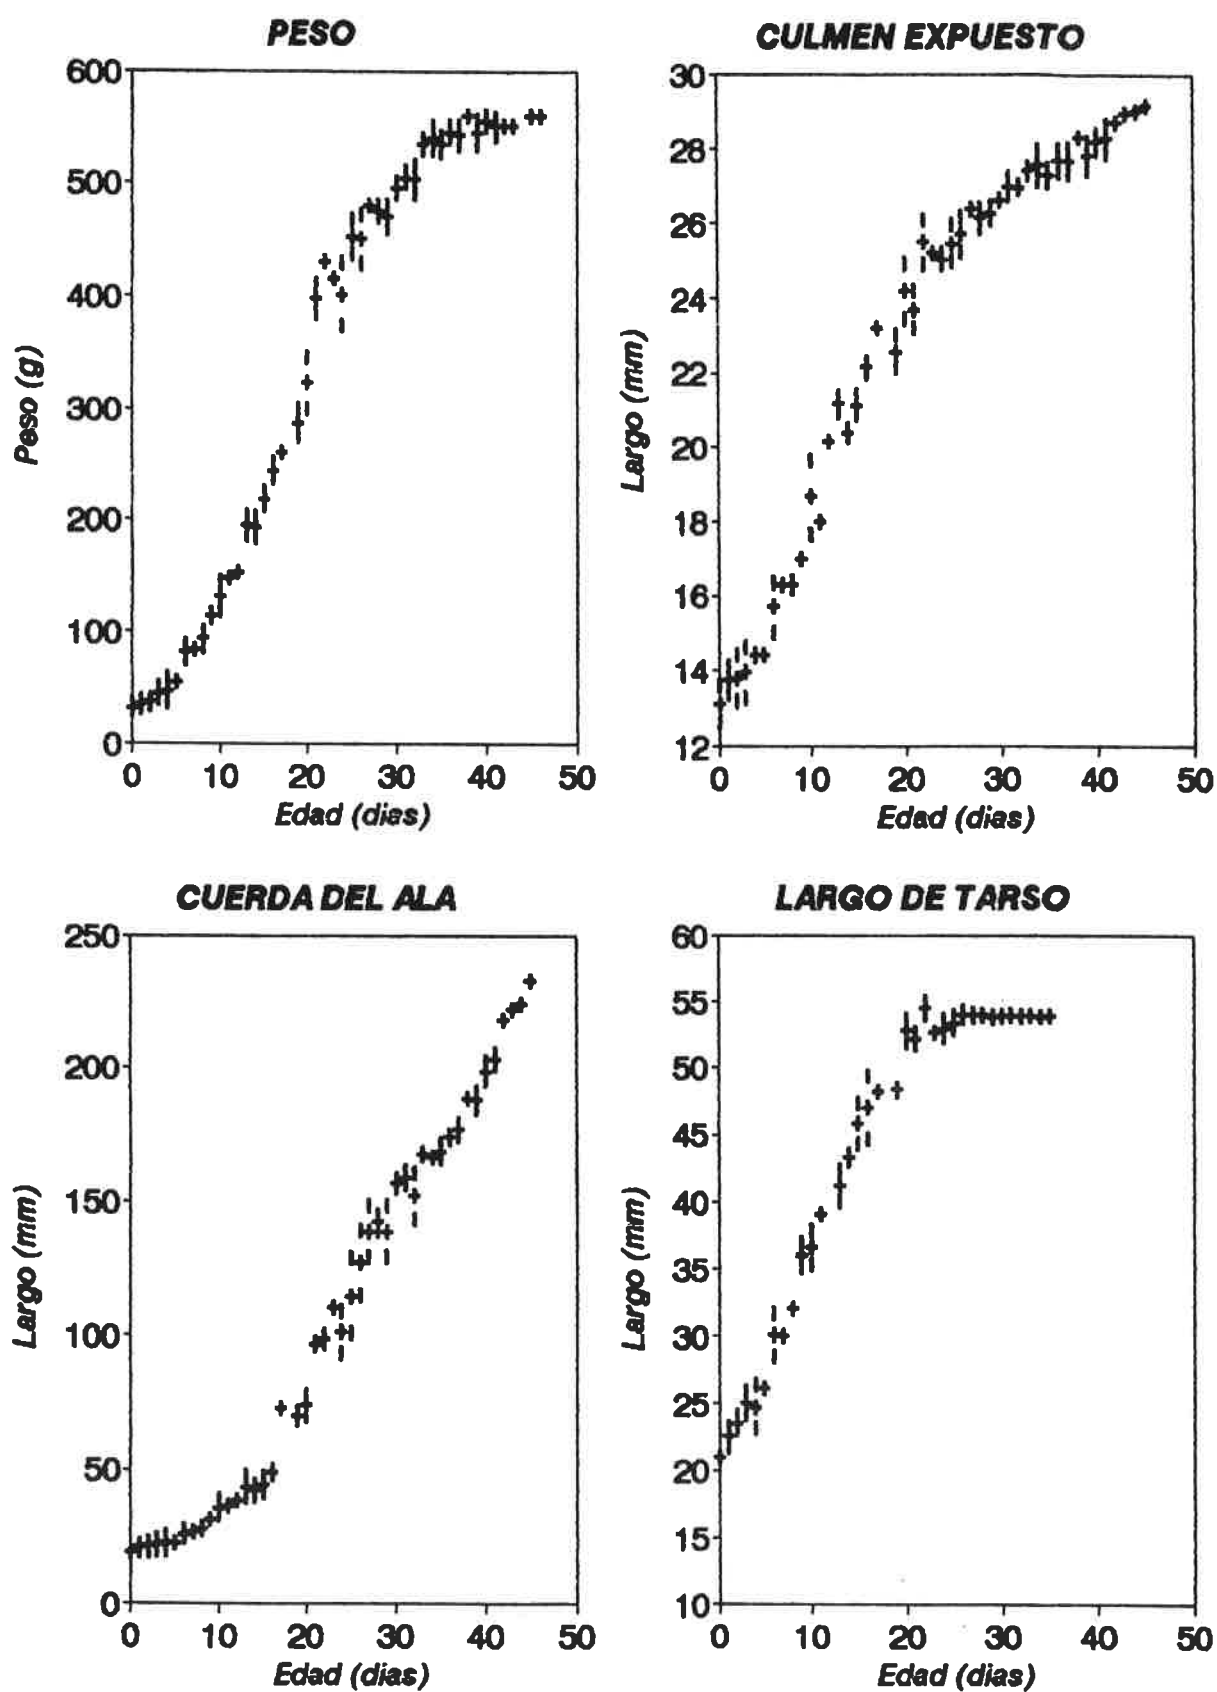 PESO
600
500
400
300
200
100
0
0 10 20 30 40 50
Peso (g)
Edad (dias)
CULMEN EXPUESTO
30
28
26
24
22
20
18
16
14
12
0 10 20 30 40 50
Largo (mm)
Edad (dias)
CUERDA DEL ALA
250
200
150
100
50
0
0 10 20 30 40 50
Largo (mm)
Edad (dias)
LARGO DE TARSO
60
55
50
45
40
35
30
25
20
15
10
0 10 20 30 40 50
Largo (mm)
Edad (dias)